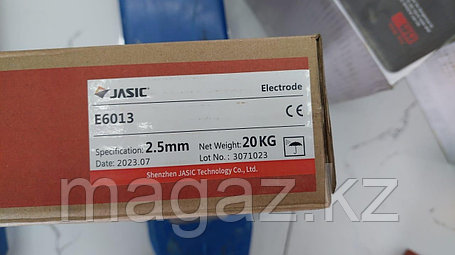 JASIC® Electrode
E6013 CE
Specification: 2.5mm Net Weight: 20KG
Date: 2023.07 Lot No.: 3071023
Shenzhen JASIC Technology Co., Ltd.
magaz.kz